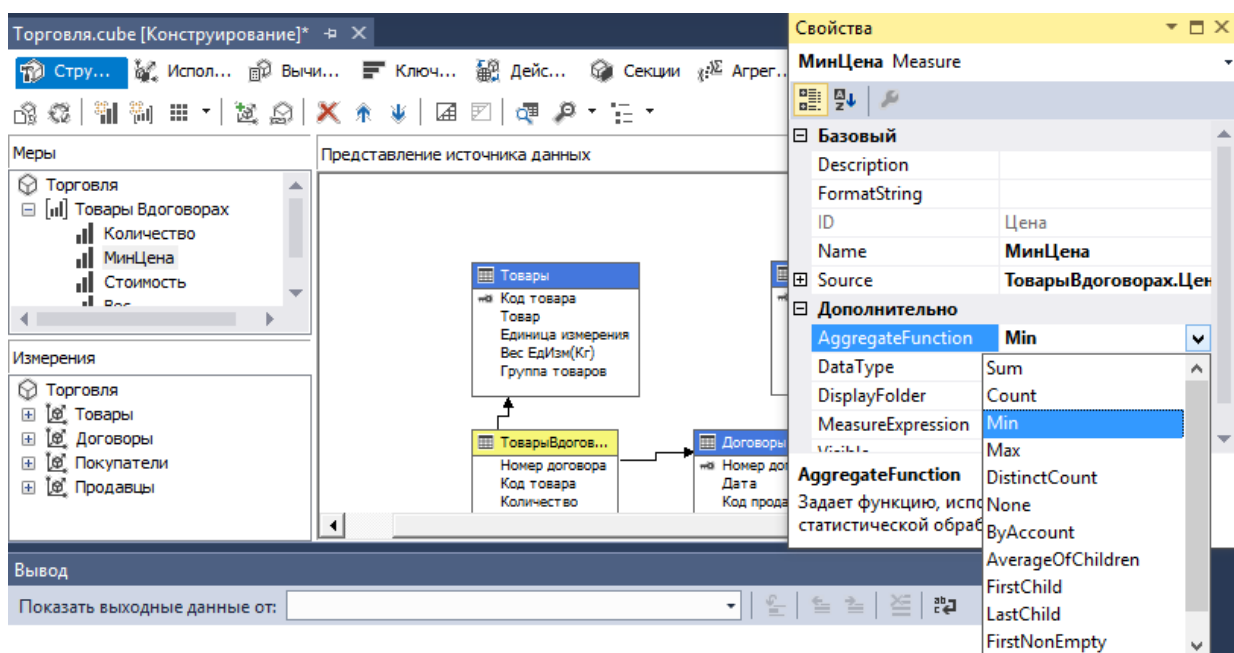 Торговля.cube [Конструирование]*
Стру... Испол... Вычи... Ключ... Дейс... Секции Агрег...
Меры
Торговля
Товары Вдоговорах
Количество
МинЦена
Стоимость
Вес
Измерения
Торговля
Товары
Договоры
Покупатели
Продавцы
Представление источника данных
Товары
Код товара
Товар
Единица измерения
Вес ЕдИзм(Кг)
Группа товаров
ТоварыВдогов...
Номер договора
Код товара
Количество
Договоры
Номер дог
Дата
Код прода
Свойства
МинЦена Measure
Базовый
Description
FormatString
ID Цена
Name МинЦена
Source ТоварыВдоговорах.Цен
Дополнительно
AggregateFunction Min
DataType
DisplayFolder
MeasureExpression
Visible
AggregateFunction
Задает функцию, испо
статистической обраб
Sum
Count
Min
Max
DistinctCount
None
ByAccount
AverageOfChildren
FirstChild
LastChild
FirstNonEmpty
Вывод
Показать выходные данные от: